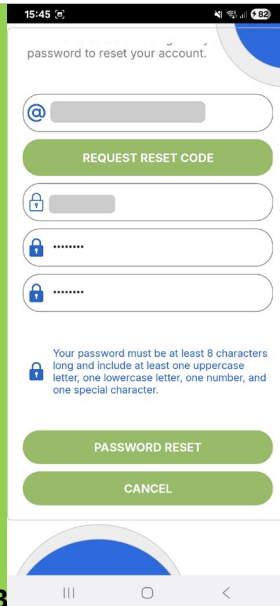 15:45
82
password to reset your account.
@
REQUEST RESET CODE
········
········
Your password must be at least 8 characters
long and include at least one uppercase
letter, one lowercase letter, one number, and
one special character.
PASSWORD RESET
CANCEL